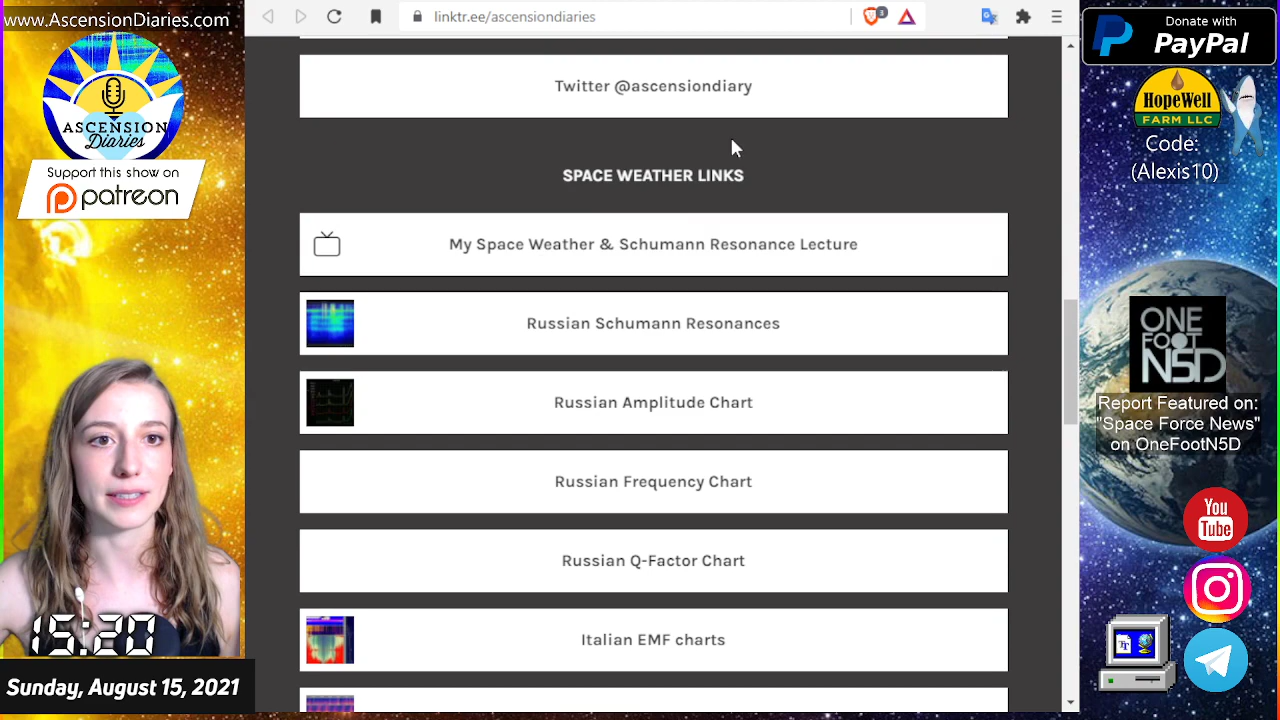 www.AscensionDiaries.com
ASCENSION
Diaries
Support this show on
patreon
15:20
Sunday, August 15, 2021
linktr.ee/ascensiondiaries
3
Twitter @ascensiondiary
SPACE WEATHER LINKS
My Space Weather & Schumann Resonance Lecture
Russian Schumann Resonances
Russian Amplitude Chart
Russian Frequency Chart
Russian Q-Factor Chart
Italian EMF charts
Donate with
PayPal
HopeWell
FARM LLC
Code:
(Alexis10)
ONE
FOOT
N5D
Report Featured on:
"Space Force News"
on OneFootN5D
You
Tube